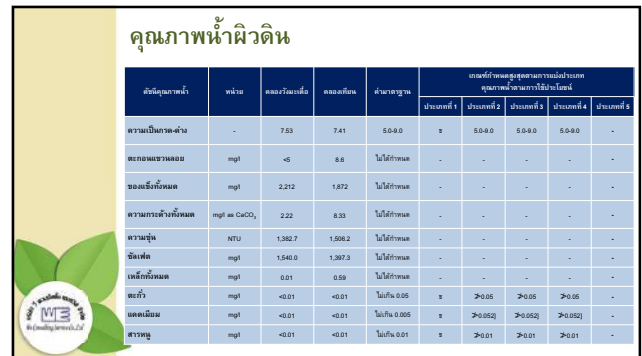 คุณภาพน้ำผิวดิน
ดัชนีคุณภาพน้ำ หน่วย คลองวังมะเดื่อ คลองเทียน ค่ามาตรฐาน เกณฑ์กำหนดสูงสุดตามการแบ่งประเภท
คุณภาพน้ำตามการใช้ประโยชน์
ประเภทที่ 1 ประเภทที่ 2 ประเภทที่ 3 ประเภทที่ 4 ประเภทที่ 5
ความเป็นกรด-ด่าง - 7.53 7.41 5.0-9.0 ธ 5.0-9.0 5.0-9.0 5.0-9.0 -
ตะกอนแขวนลอย mg/l <5 8.6 ไม่ได้กำหนด - - - - -
ของแข็งทั้งหมด mg/l 2,212 1,872 ไม่ได้กำหนด - - - - -
ความกระด้างทั้งหมด mg/l as CaCO₃ 2.22 8.33 ไม่ได้กำหนด - - - - -
ความขุ่น NTU 1,382.7 1,506.2 ไม่ได้กำหนด - - - - -
ซัลเฟต mg/l 1,540.0 1,397.3 ไม่ได้กำหนด - - - - -
เหล็กทั้งหมด mg/l 0.01 0.59 ไม่ได้กำหนด - - - - -
ตะกั่ว mg/l <0.01 <0.01 ไม่เกิน 0.05 ธ ≯0.05 ≯0.05 ≯0.05 -
แคดเมียม mg/l <0.01 <0.01 ไม่เกิน 0.005 ธ ≯0.052] ≯0.052] ≯0.052] -
สารหนู mg/l <0.01 <0.01 ไม่เกิน 0.01 ธ ≯0.01 ≯0.01 ≯0.01 -